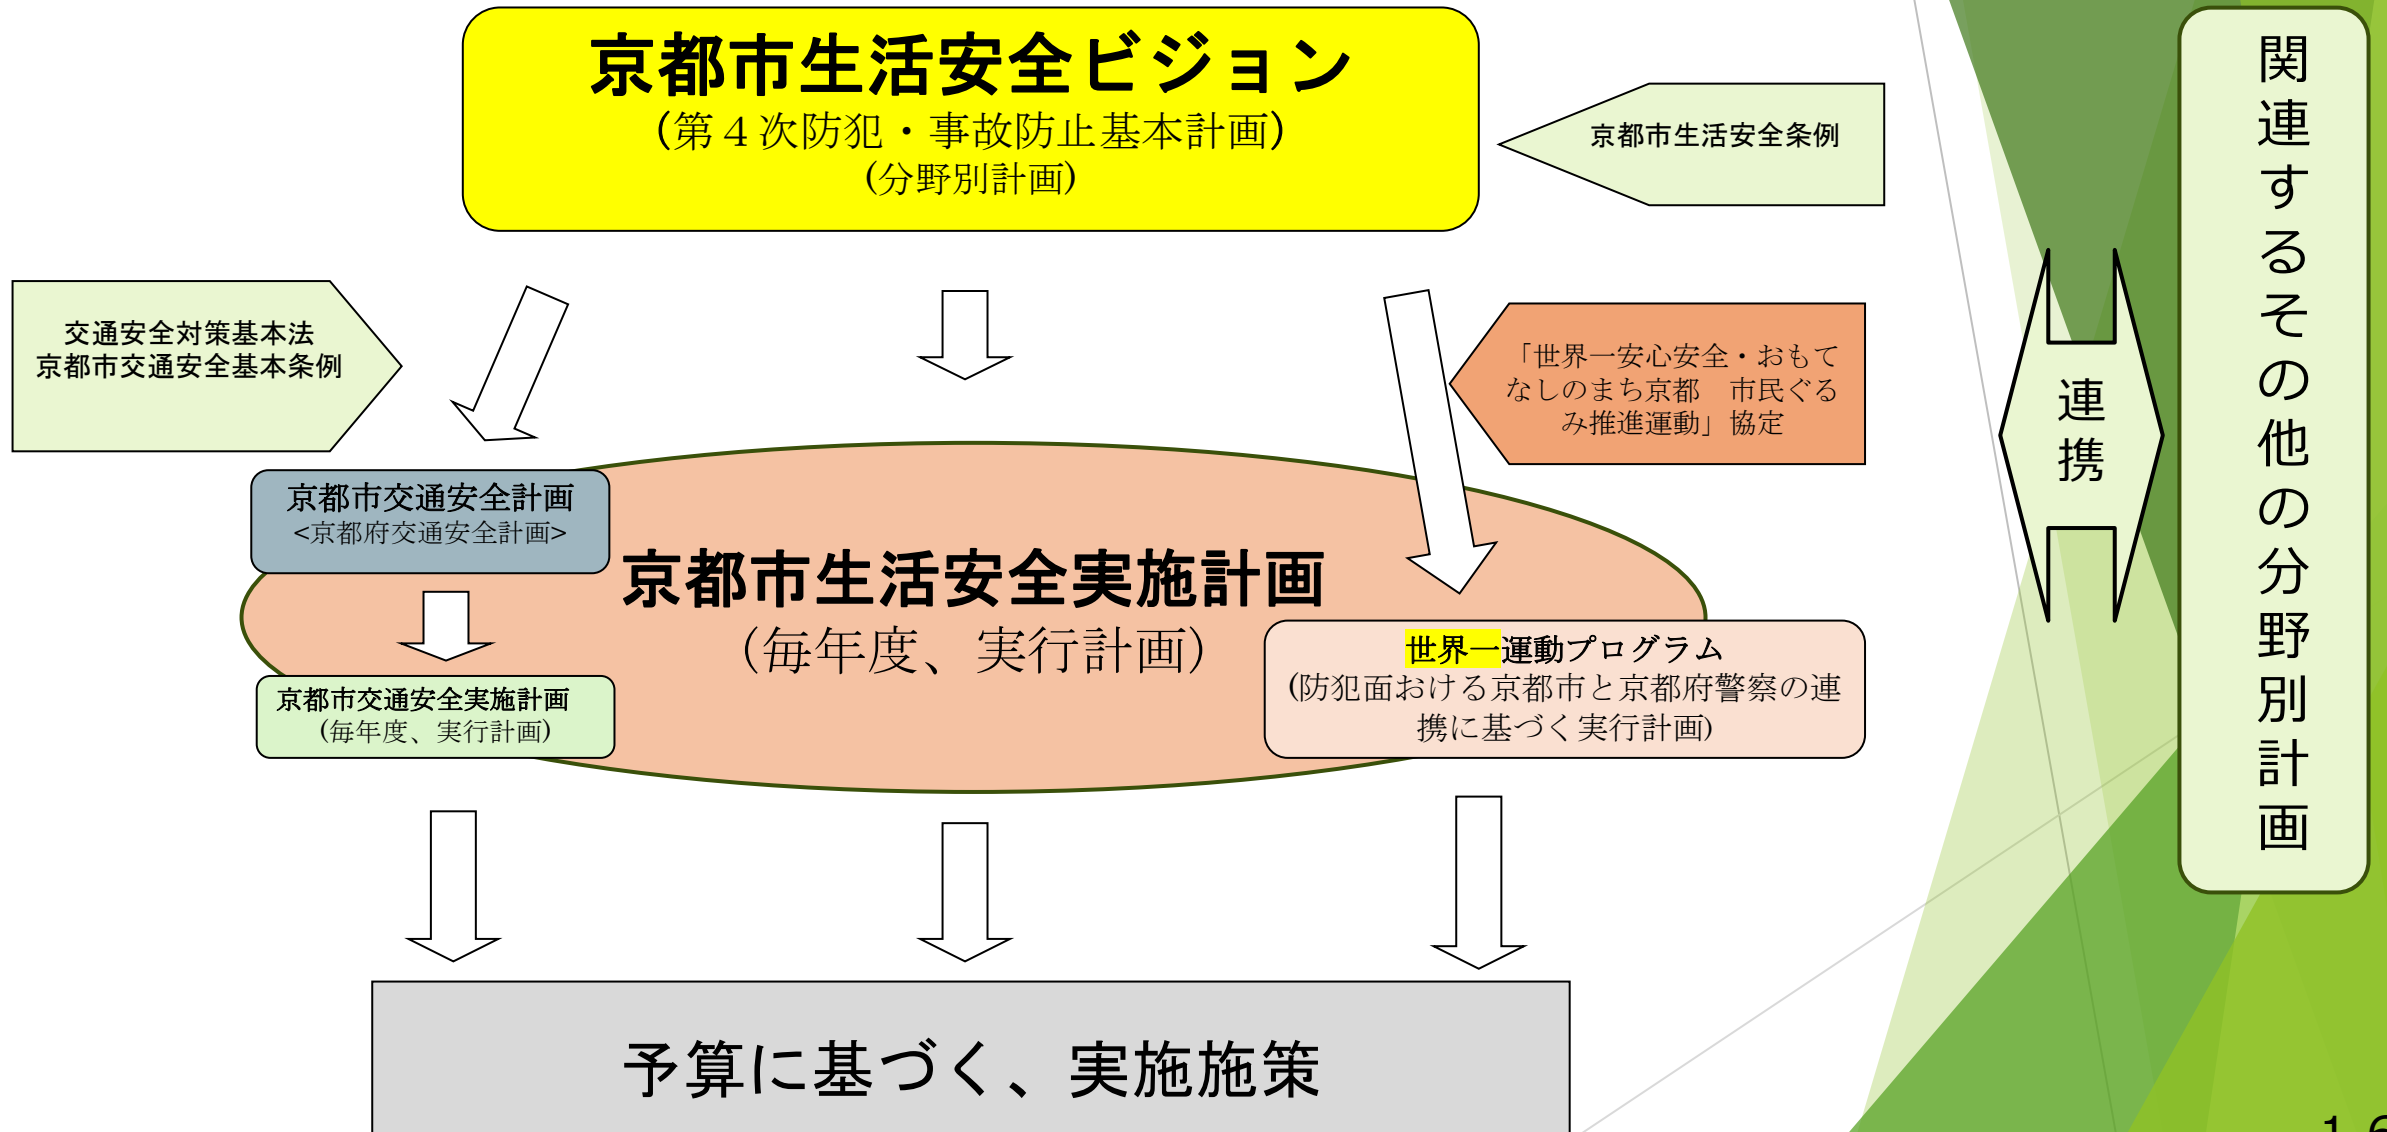 京都市生活安全ビジョン
(第４次防犯・事故防止基本計画)
(分野別計画)
京都市生活安全条例
交通安全対策基本法
京都市交通安全基本条例
「世界一安心安全・おもて
なしのまち京都　市民ぐる
み推進運動」協定
京都市交通安全計画
<京都府交通安全計画>
京都市生活安全実施計画
(毎年度、実行計画)
京都市交通安全実施計画
(毎年度、実行計画)
世界一運動プログラム
(防犯面おける京都市と京都府警察の連
携に基づく実行計画)
予算に基づく、実施施策
連携
関連するその他の分野別計画
16